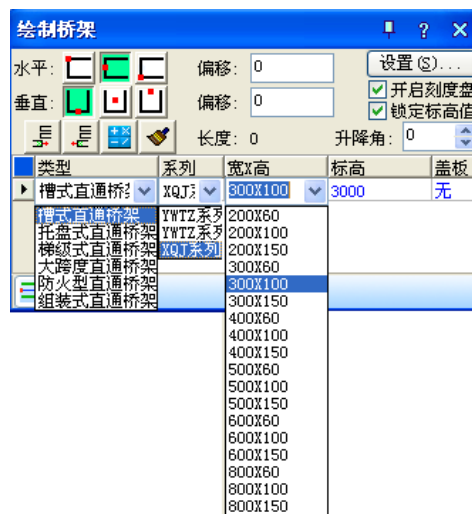 绘制桥架
水平: 偏移: 0 设置(S)...
垂直: 偏移: 0 开启刻度盘
锁定标高值
长度: 0 升降角: 0
类型 系列 宽X高 标高 盖板
槽式直通桥 XQJ 300X100 3000 无
槽式直通桥架 YWTZ系列 200X60
托盘式直通桥架 YWTZ系列 200X100
梯级式直通桥架 XQJ系列 200X150
大跨度直通桥架 300X60
防火型直通桥架 300X100
组装式直通桥架 300X150
400X60
400X100
400X150
500X60
500X100
500X150
600X60
600X100
600X150
800X60
800X100
800X150